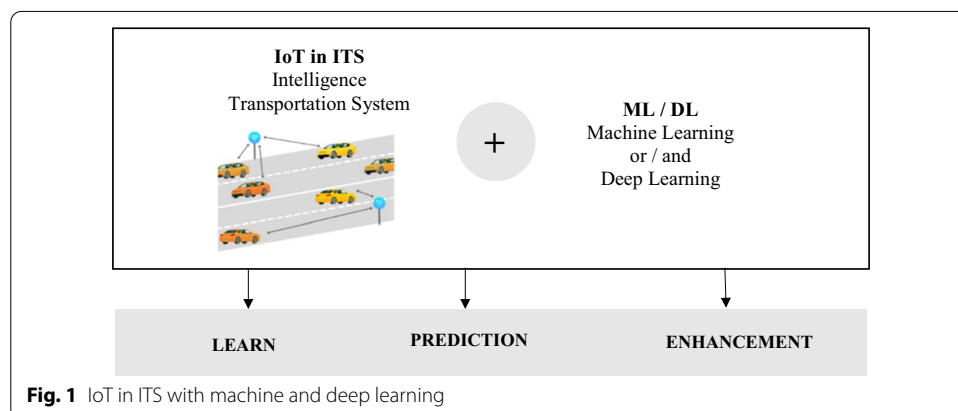 IoT in ITS
Intelligence
Transportation System
+
ML / DL
Machine Learning
or / and
Deep Learning
LEARN
PREDICTION
ENHANCEMENT
Fig. 1 IoT in ITS with machine and deep learning